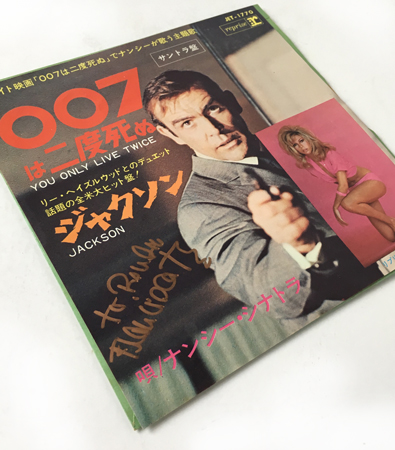 イト映画「007は二度死ぬ」でナンシーが歌う主題歌
RT-1770
reprise
サントラ盤
007
は二度死ぬ
YOU ONLY LIVE TWICE
リー・ヘイズルウッドとのデュエット
話題の全米大ヒット盤!
ジャクソン
JACKSON
to
唄/ナンシー・シナトラ